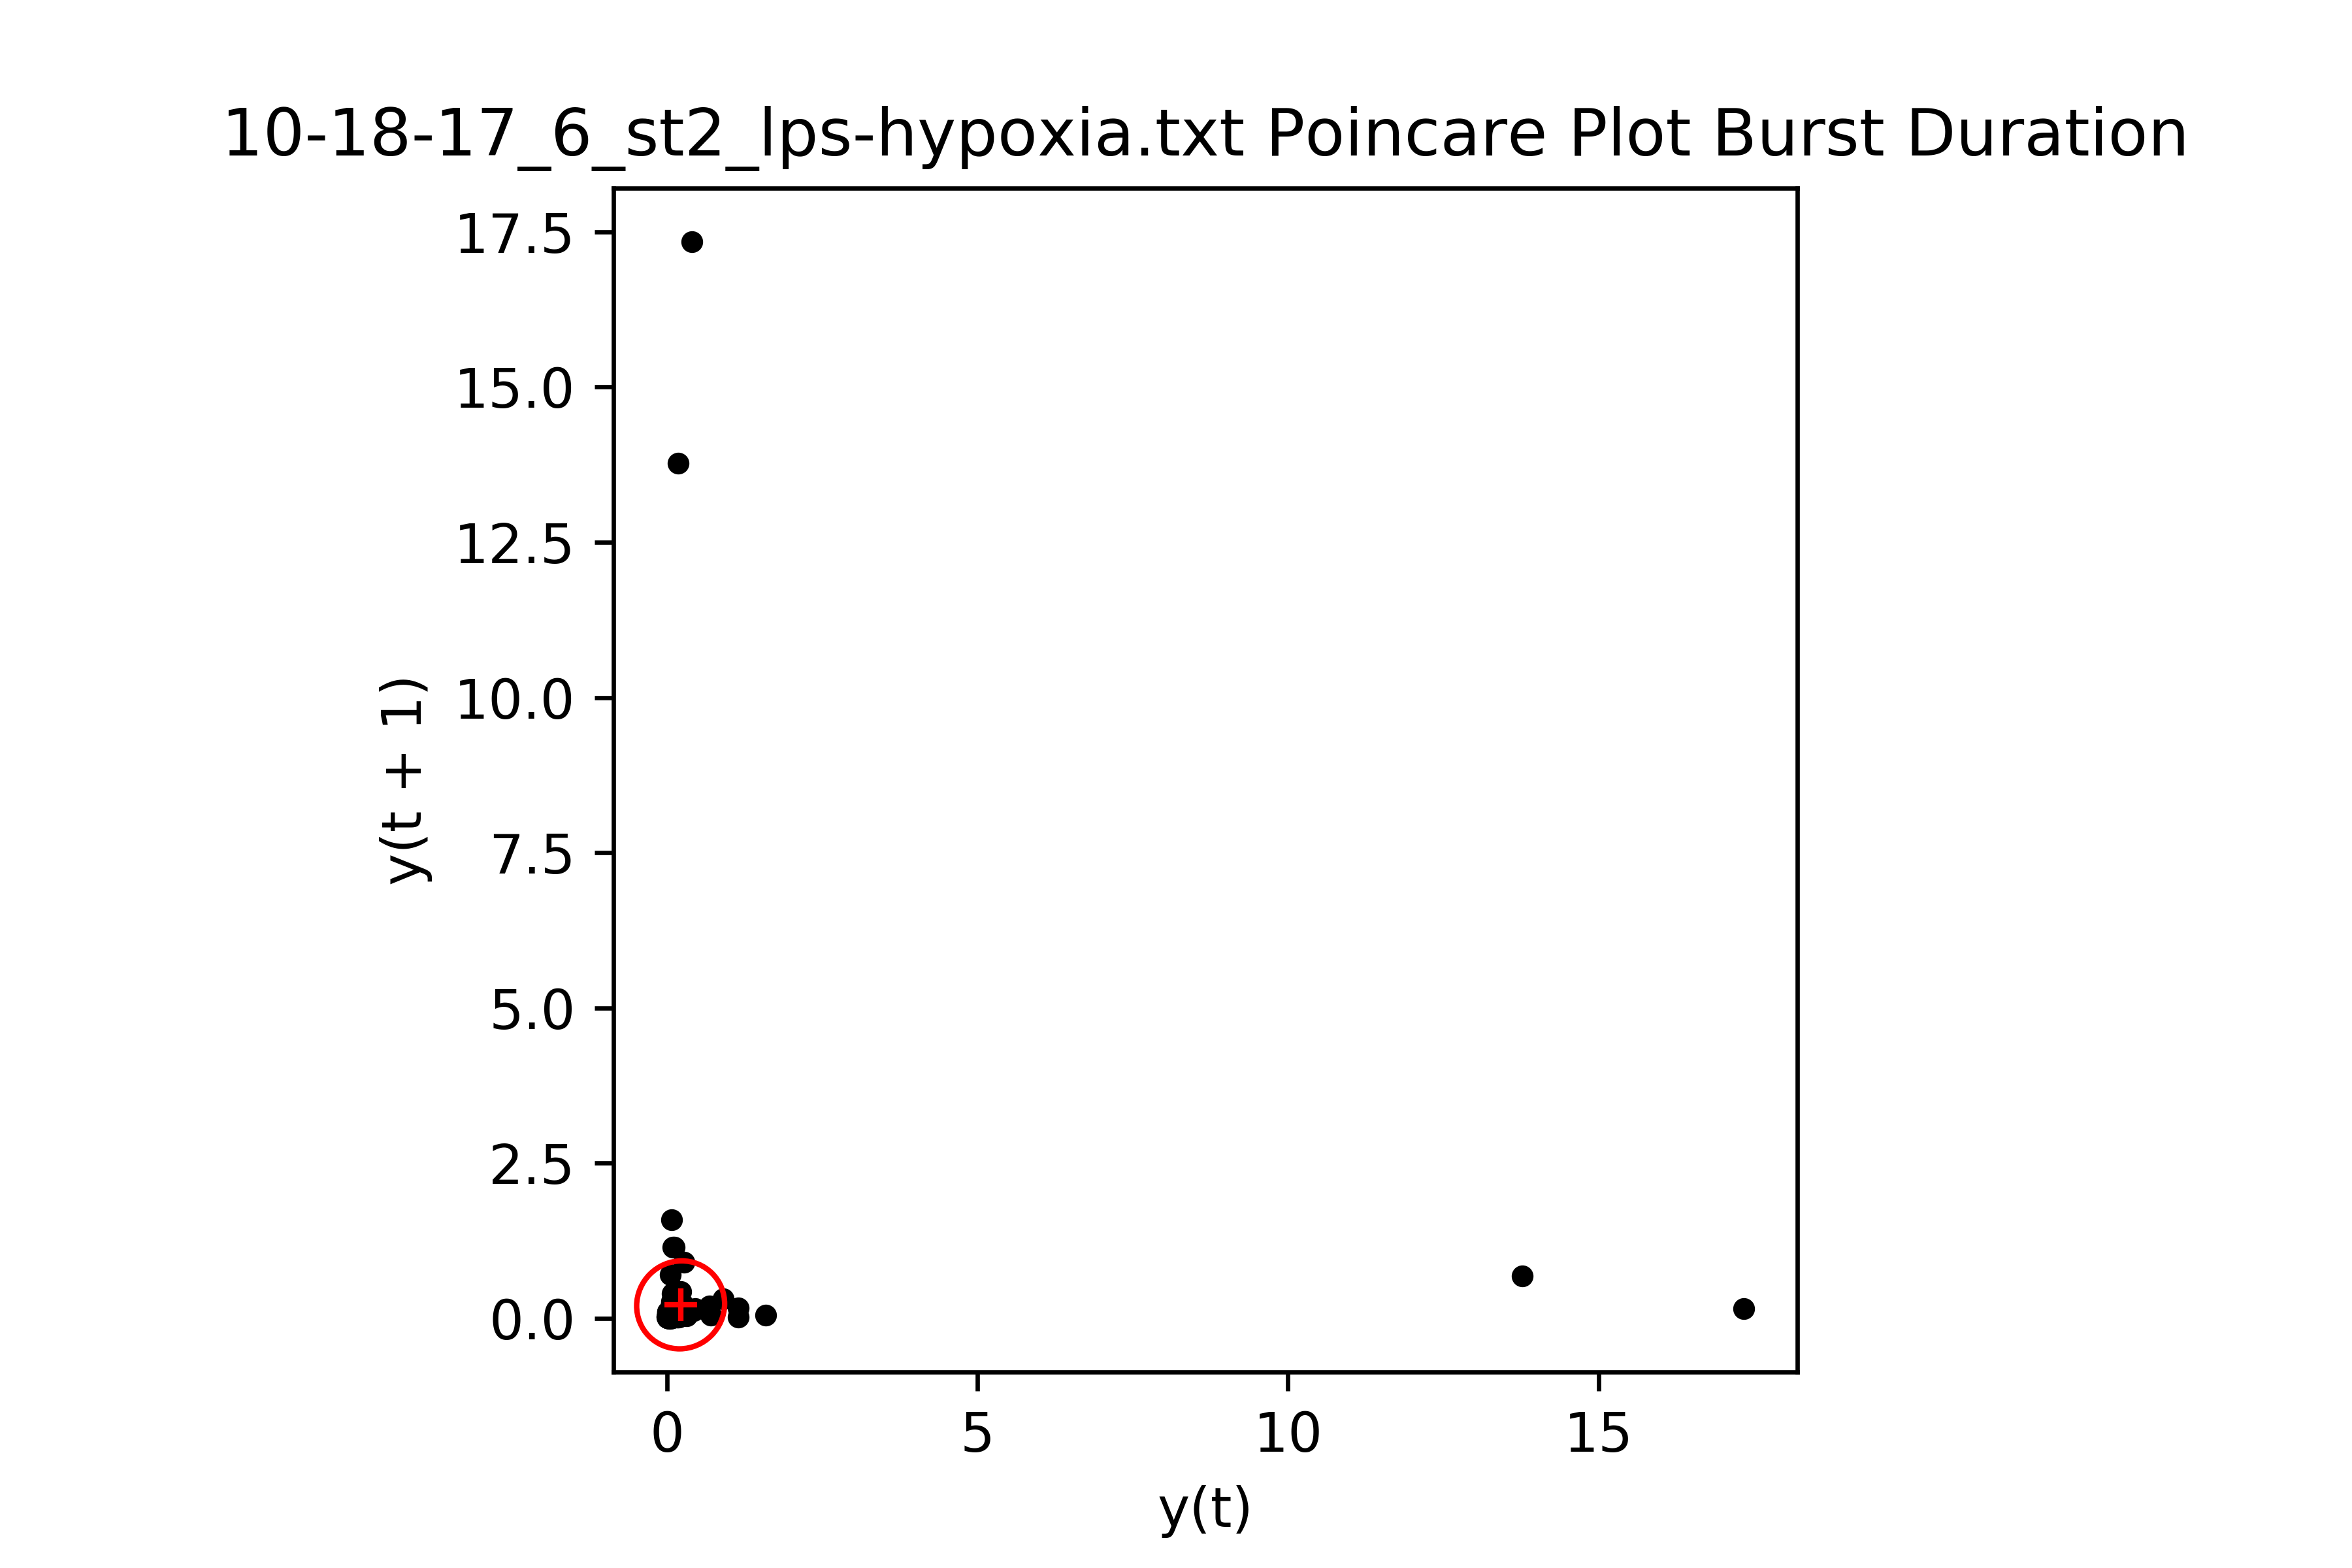 10-18-17_6_st2_lps-hypoxia.txt Poincare Plot Burst Duration
17.5
15.0
12.5
10.0
7.5
5.0
2.5
0.0
y(t + 1)
0 5 10 15
y(t)